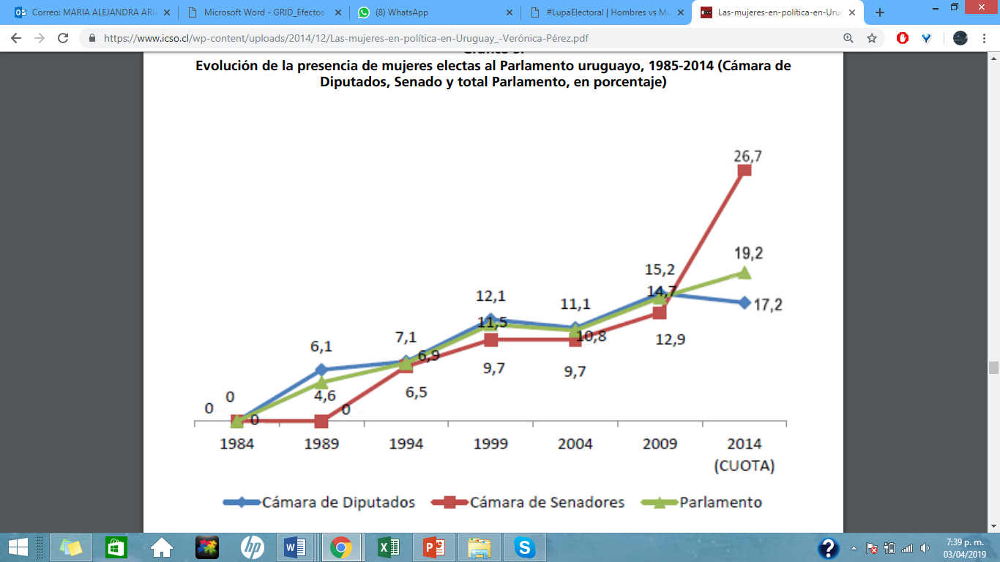 Correo: MARIA ALEJANDRA ARI
Microsoft Word - GRID_Efectos
(8) WhatsApp
#LupaElectoral | Hombres vs Mu
Las-mujeres-en-política-en-Urug
https://www.icso.cl/wp-content/uploads/2014/12/Las-mujeres-en-política-en-Uruguay_-Verónica-Pérez.pdf
Evolución de la presencia de mujeres electas al Parlamento uruguayo, 1985-2014 (Cámara de
Diputados, Senado y total Parlamento, en porcentaje)
26,7
19,2
15,2
14,7
17,2
12,1
11,1
11,5
10,8
12,9
7,1
6,1
6,9
9,7
9,7
4,6
6,5
0
0
0
0
1984 1989 1994 1999 2004 2009 2014
(CUOTA)
Cámara de Diputados Cámara de Senadores Parlamento
7:39 p. m.
03/04/2019